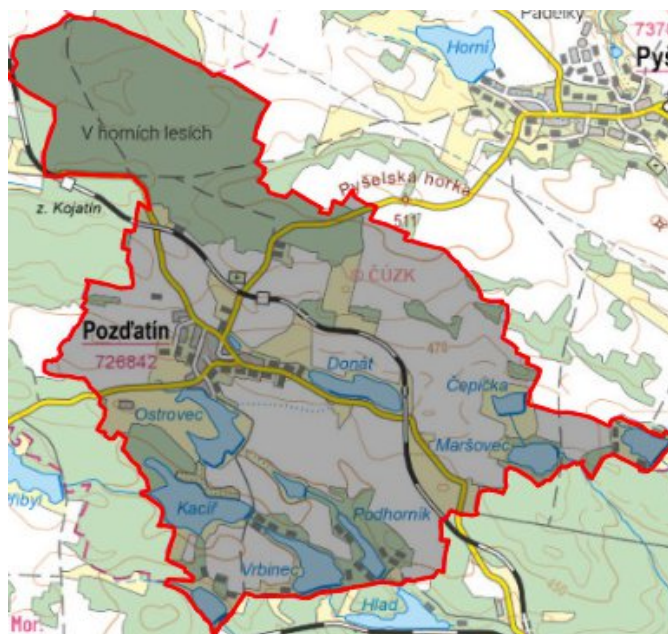 Padělky
737
Horní
Pyš
V horních lesích
Pyšelská horka
z. Kojatín
511
© ČÚZK
Pozďatín
726842
470
Donát
Čepička
Ostrovec
Maršovec
Kacíř
Podhorník
Vrbinec
450
Hlad
Mor.